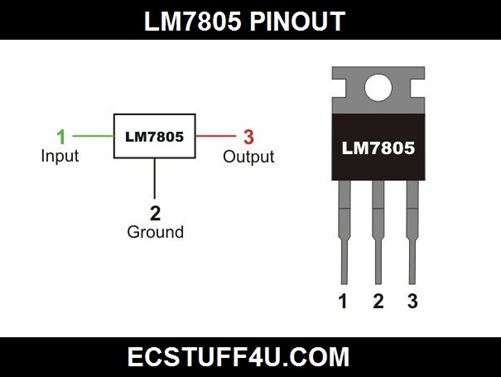 LM7805 PINOUT
1
Input
LM7805
3
Output
2
Ground
LM7805
1 2 3
ECSTUFF4U.COM